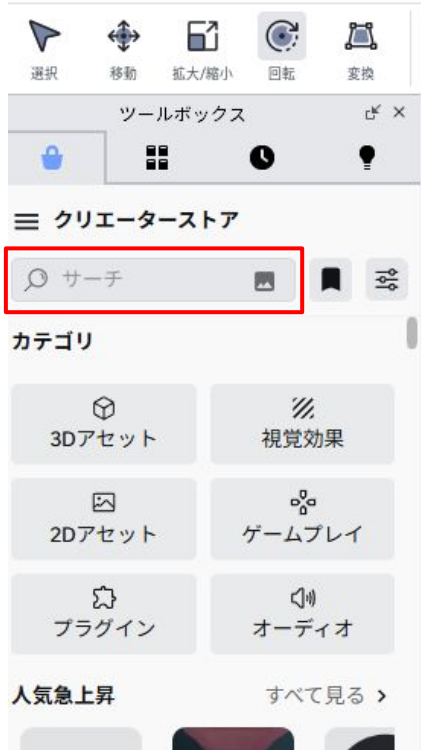 選択 移動 拡大/縮小 回転 変換
ツールボックス
クリエーターストア
サーチ
カテゴリ
3Dアセット 視覚効果
2Dアセット ゲームプレイ
プラグイン オーディオ
人気急上昇 すべて見る